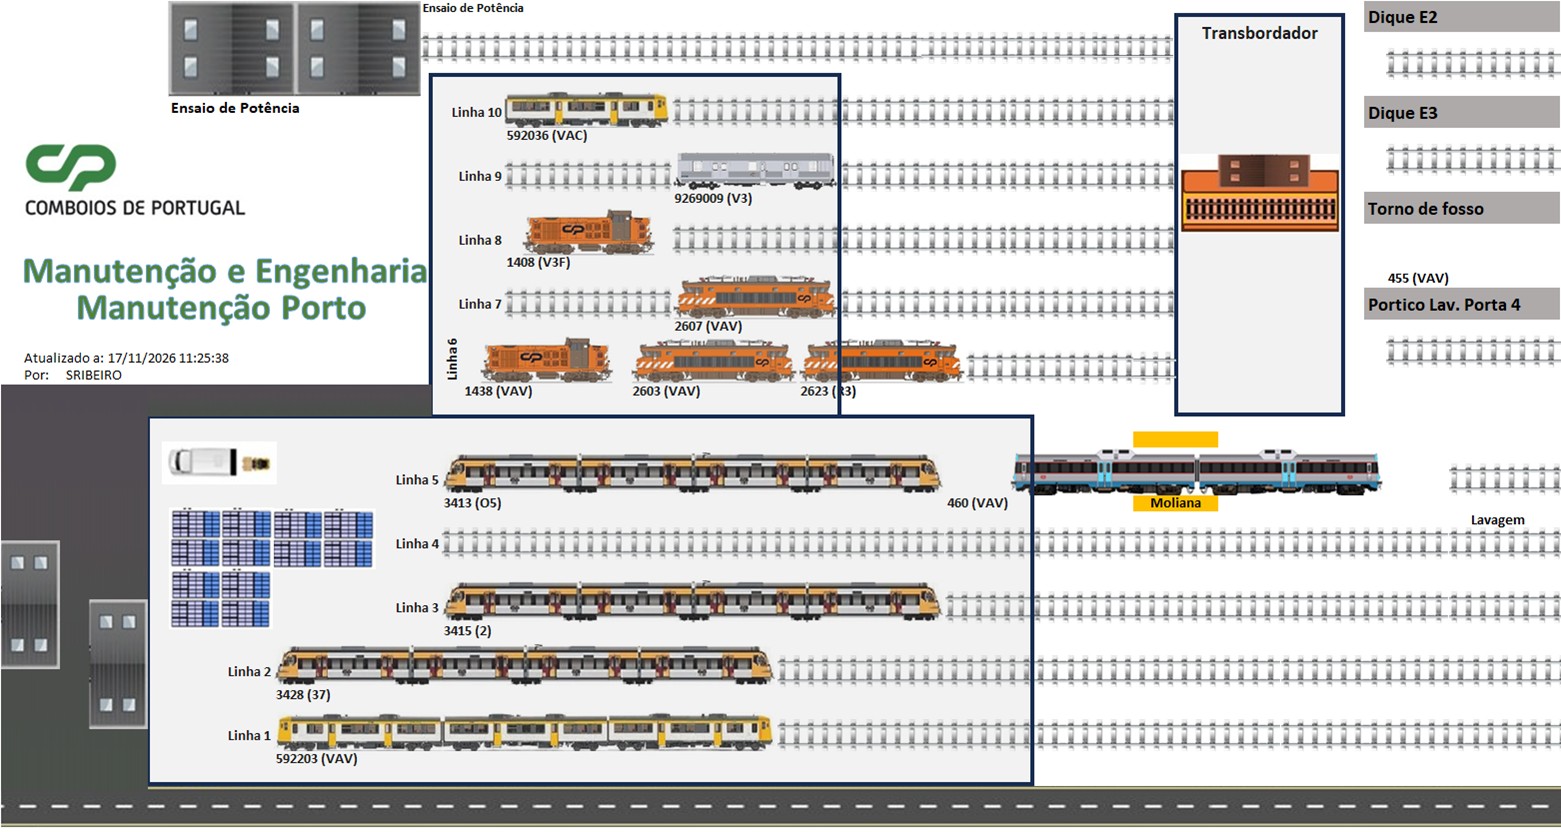 Ensaio de Potência
Ensaio de Potência
CP
COMBOIOS DE PORTUGAL
Manutenção e Engenharia
Manutenção Porto
Atualizado a: 17/11/2026 11:25:38
Por: SRIBEIRO
Linha 10
592036 (VAC)
Linha 9
9269009 (V3)
Linha 8
1408 (V3F)
Linha 7
2607 (VAV)
Linha 6
1438 (VAV)
2603 (VAV)
2623 (R3)
Transbordador
Dique E2
Dique E3
Torno de fosso
455 (VAV)
Portico Lav. Porta 4
Linha 5
3413 (O5)
460 (VAV)
Moliana
Lavagem
Linha 4
Linha 3
3415 (2)
Linha 2
3428 (37)
Linha 1
592203 (VAV)